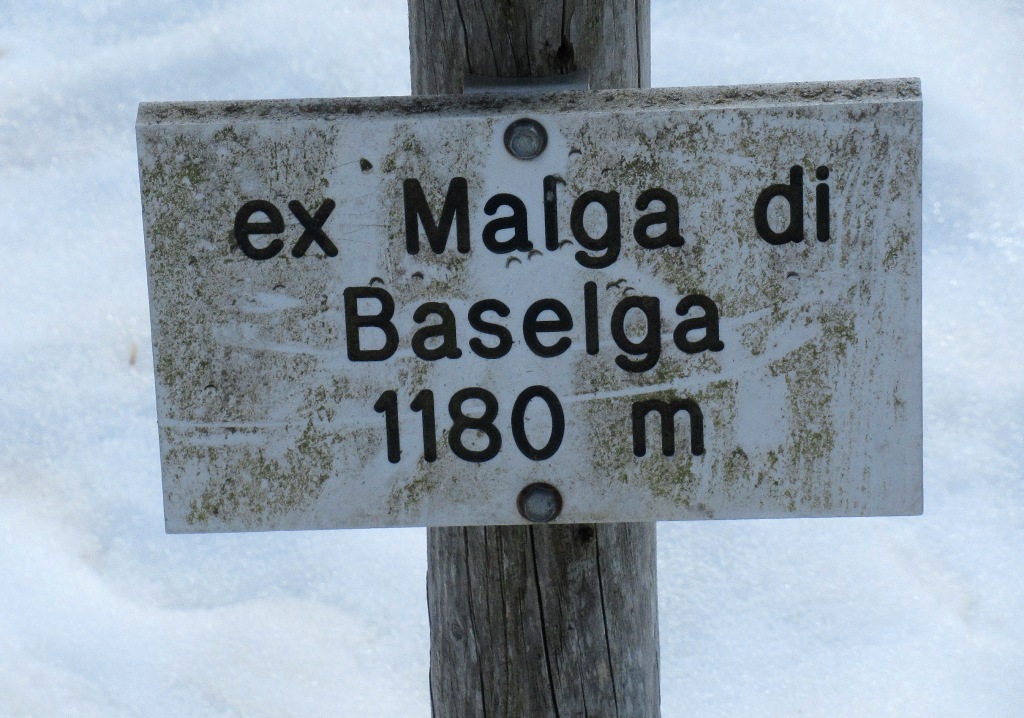 ex Malga di
Baselga
1180 m